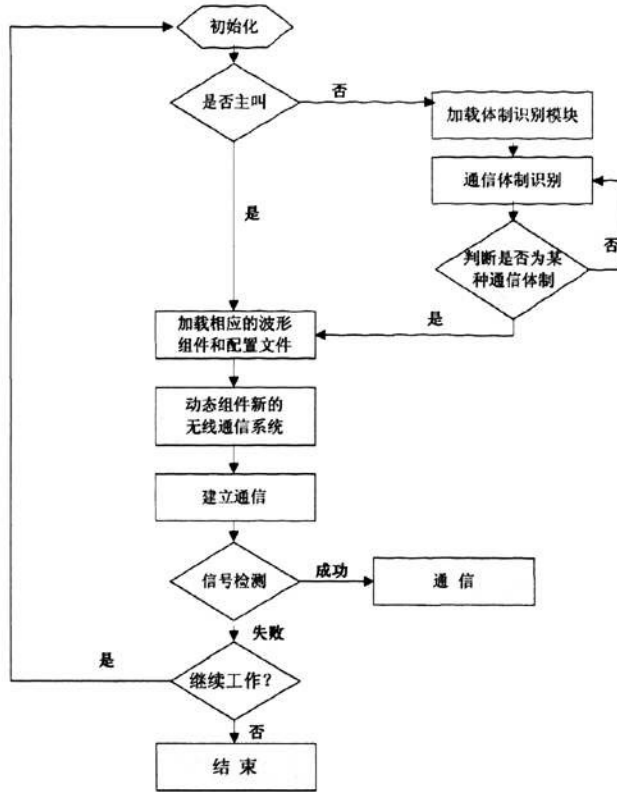 初始化
是否主叫
否
加载体制识别模块
通信体制识别
是
判断是否为某
种通信体制
否
是
加载相应的波形
组件和配置文件
动态组件新的
无线通信系统
建立通信
信号检测
成功
通 信
失败
是
继续工作?
否
结 束